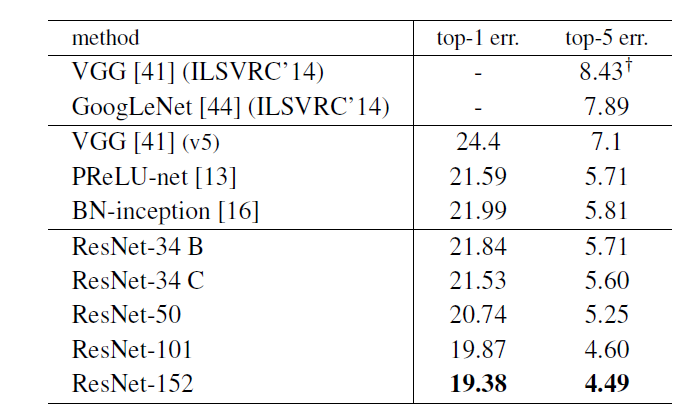 method top-1 err. top-5 err.
VGG [41] (ILSVRC’14) - 8.43†
GoogLeNet [44] (ILSVRC’14) - 7.89
VGG [41] (v5) 24.4 7.1
PReLU-net [13] 21.59 5.71
BN-inception [16] 21.99 5.81
ResNet-34 B 21.84 5.71
ResNet-34 C 21.53 5.60
ResNet-50 20.74 5.25
ResNet-101 19.87 4.60
ResNet-152 19.38 4.49